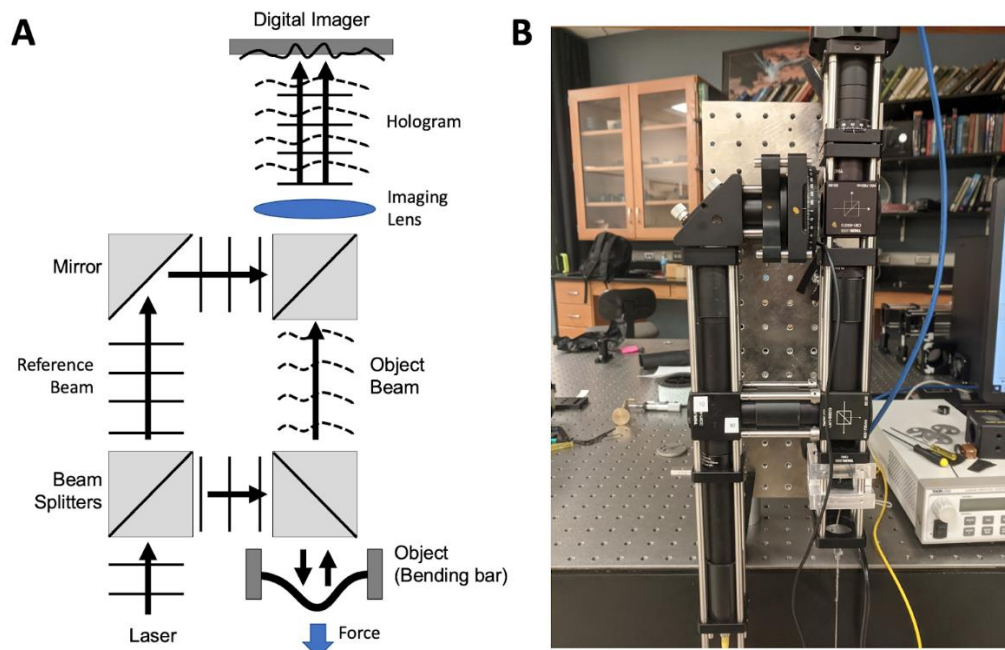 A
Digital Imager
Hologram
Imaging
Lens
Mirror
Reference
Beam
Object
Beam
Beam
Splitters
Object
(Bending bar)
Laser
Force
B